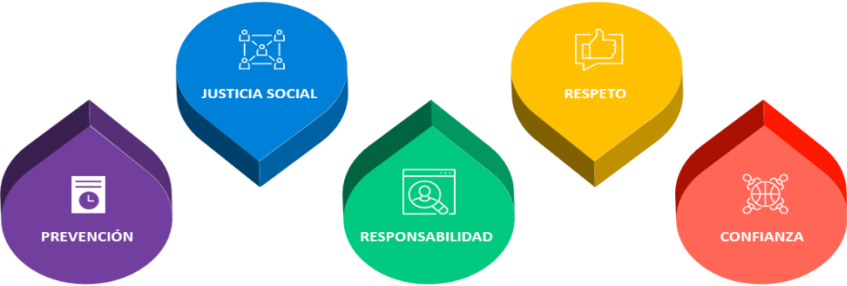 PREVENCIÓN
JUSTICIA SOCIAL
RESPONSABILIDAD
RESPETO
CONFIANZA